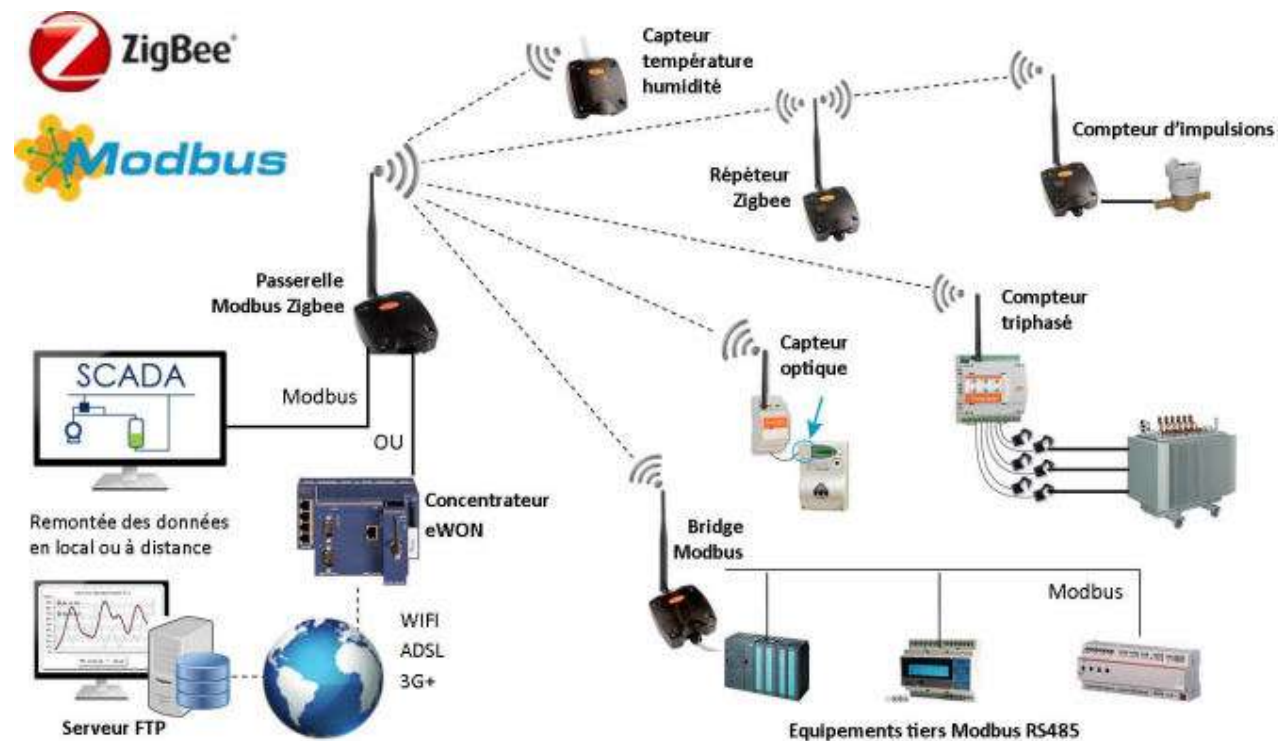 ZigBee®
Modbus
Capteur
température
humidité
Compteur d'impulsions
Répéteur
Zigbee
Passerelle
Modbus Zigbee
Compteur
triphasé
Capteur
optique
SCADA
Modbus
OU
Concentrateur
eWON
Remontée des données
en local ou à distance
Bridge
Modbus
Modbus
WIFI
ADSL
3G+
Serveur FTP
Equipements tiers Modbus RS485